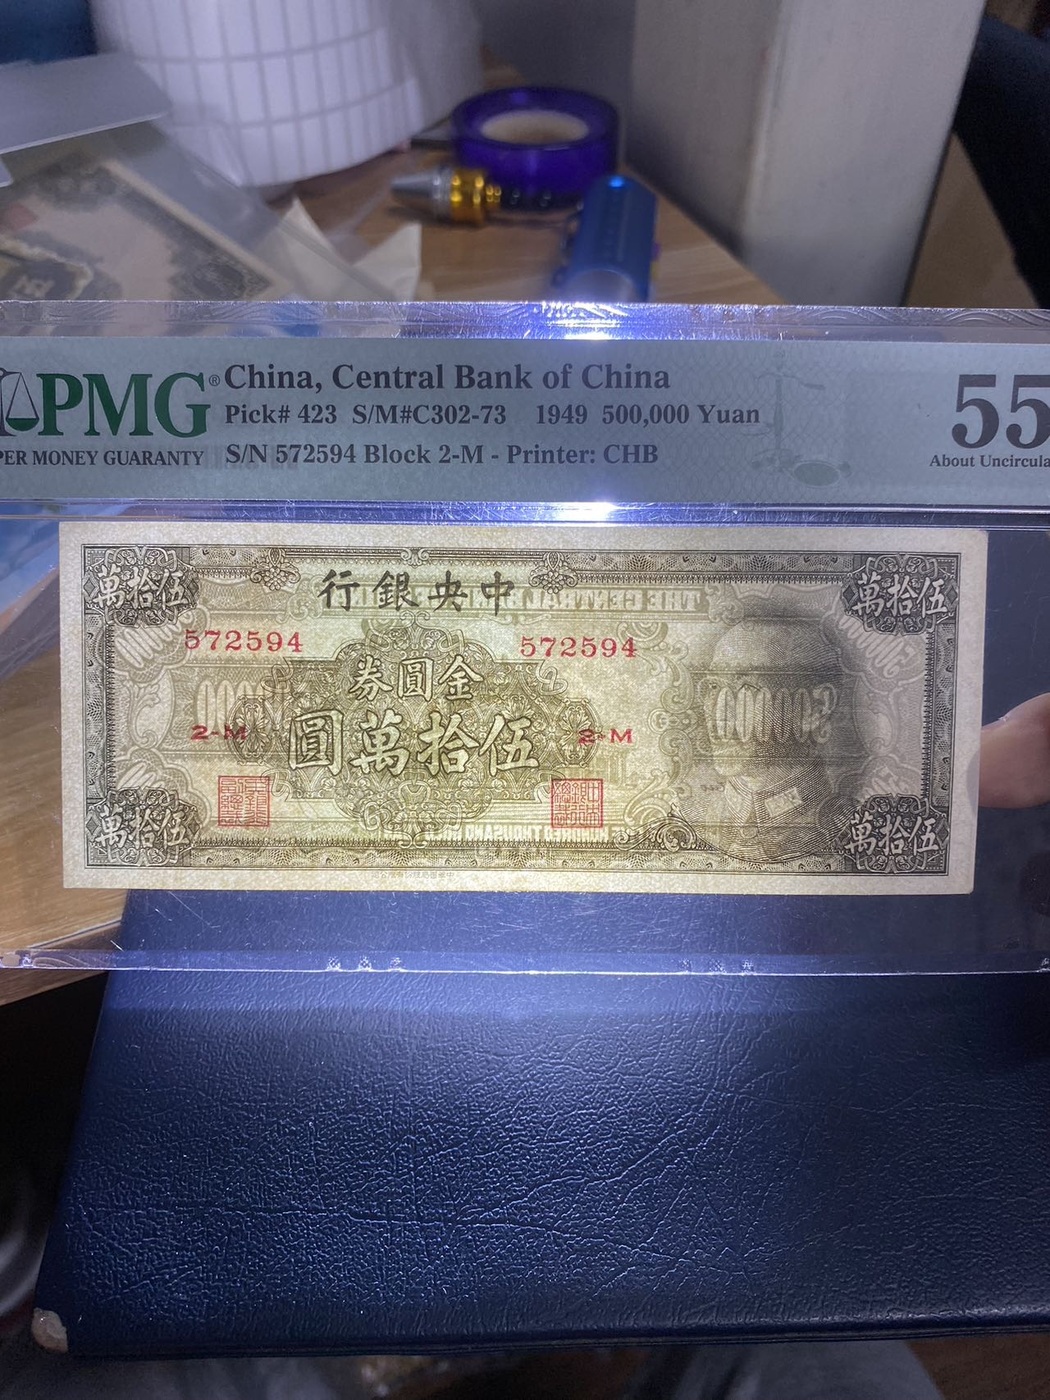 PMG® China, Central Bank of China
Pick# 423 S/M#C302-73 1949 500,000 Yuan
S/N 572594 Block 2-M - Printer: CHB
PER MONEY GUARANTY
55
About Uncircula
行銀央中
萬拾伍
萬拾伍
572594
572594
券圓金
圓萬拾伍
2-M
2-M
500000
萬拾伍
萬拾伍